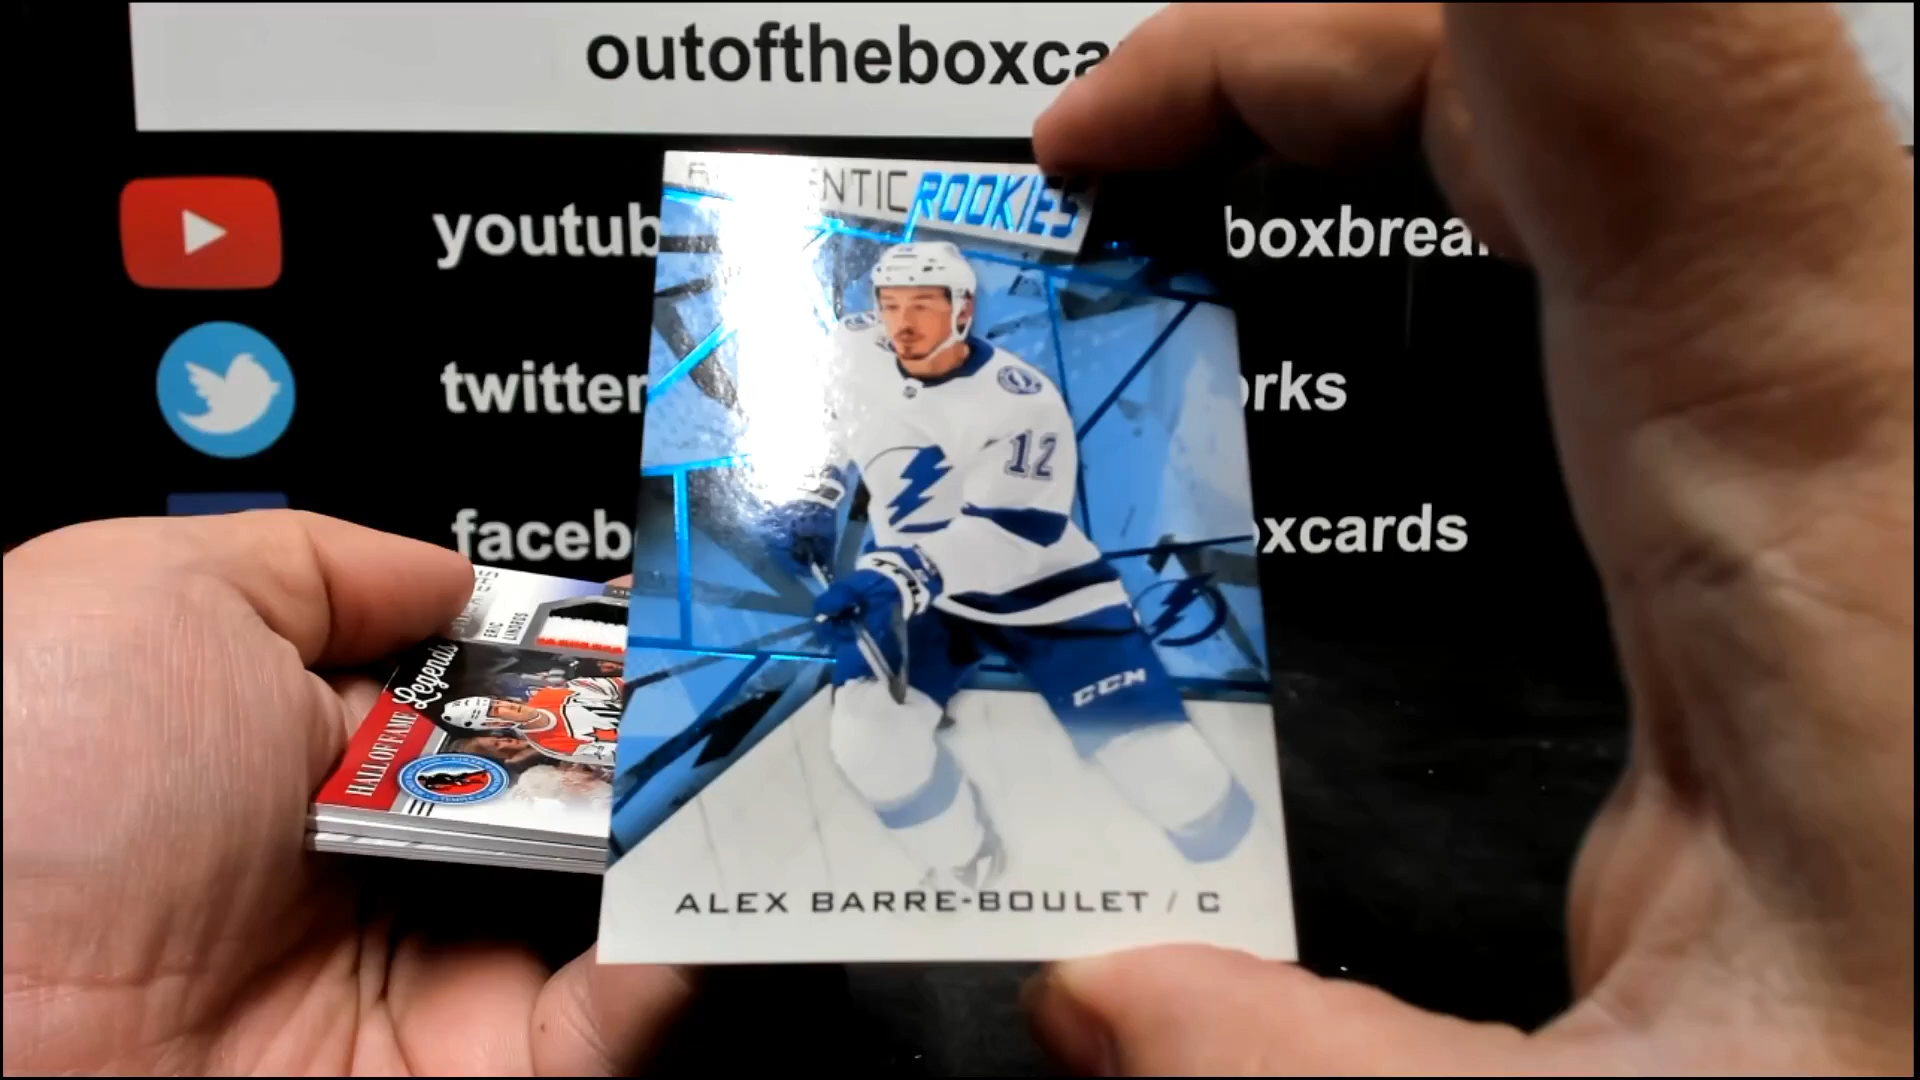 outoftheboxca
NTIC ROOKIES
youtub
boxbrea
twitter
rks
12
faceb
xcards
ERIC
LINDROS
Legends
HALL OF FAME
CCM
ALEX BARRE-BOULET / C